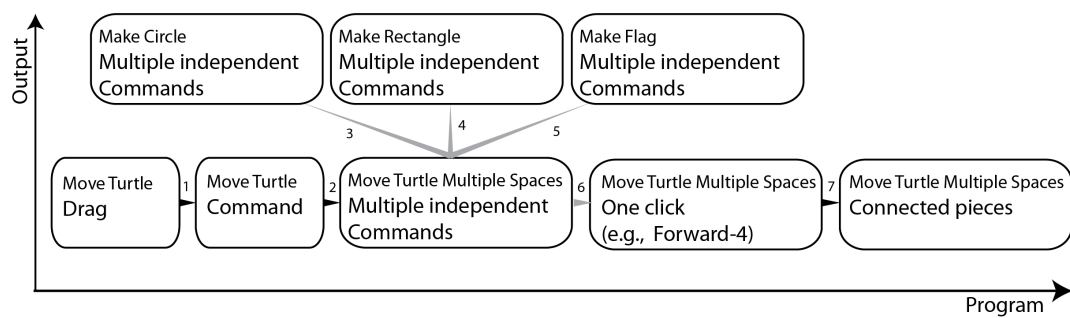 Output
Make Circle
Multiple independent
Commands
Make Rectangle
Multiple independent
Commands
Make Flag
Multiple independent
Commands
3
4
5
Move Turtle
Drag
1
Move Turtle
Command
2
Move Turtle Multiple Spaces
Multiple independent
Commands
6
Move Turtle Multiple Spaces
One click
(e.g., Forward-4)
7
Move Turtle Multiple Spaces
Connected pieces
Program